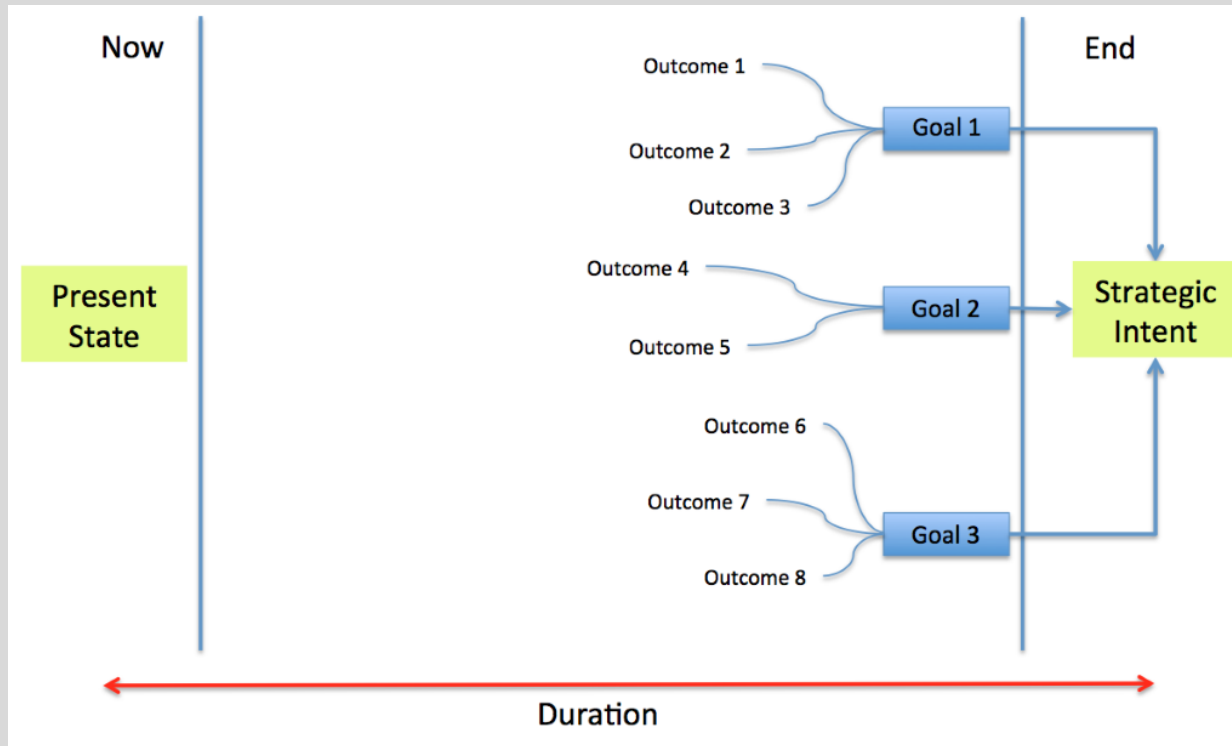 Now
End
Outcome 1
Goal 1
Outcome 2
Outcome 3
Present
State
Outcome 4
Goal 2
Outcome 5
Strategic
Intent
Outcome 6
Outcome 7
Goal 3
Outcome 8
Duration